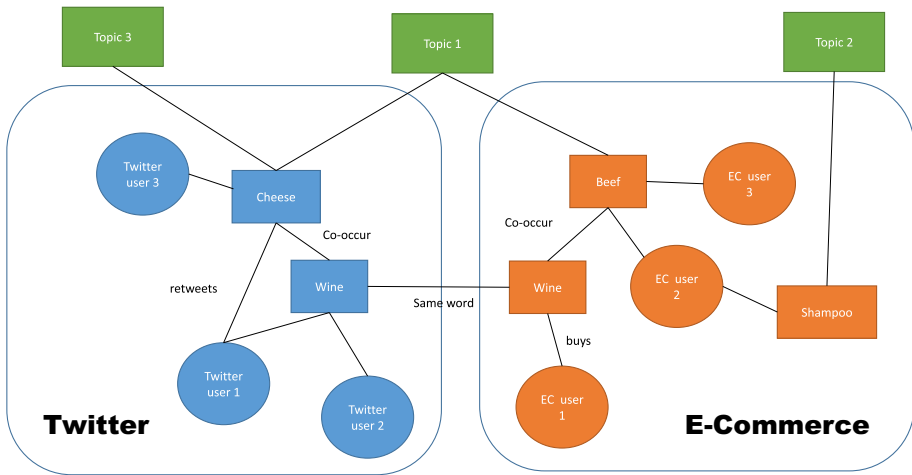 Topic 3
Topic 1
Topic 2
Twitter
user 3
Cheese
Beef
EC user
3
Co-occur
Co-occur
retweets
Wine
Same word
Wine
EC user
2
Shampoo
buys
Twitter
user 1
Twitter
user 2
EC user
1
Twitter
E-Commerce